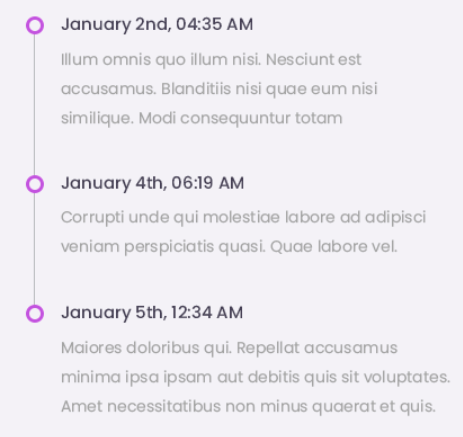 January 2nd, 04:35 AM
Illum omnis quo illum nisi. Nesciunt est
accusamus. Blanditiis nisi quae eum nisi
similique. Modi consequuntur totam
January 4th, 06:19 AM
Corrupti unde qui molestiae labore ad adipisci
veniam perspiciatis quasi. Quae labore vel.
January 5th, 12:34 AM
Maiores doloribus qui. Repellat accusamus
minima ipsa ipsam aut debitis quis sit voluptates.
Amet necessitatibus non minus quaerat et quis.